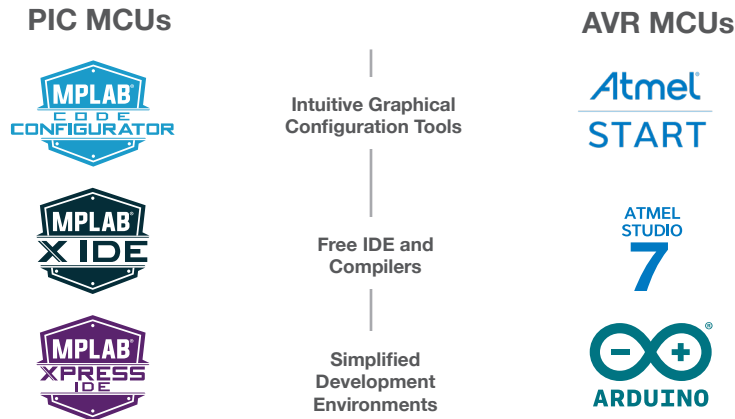 PIC MCUs
AVR MCUs
MPLAB®
CODE
CONFIGURATOR
Intuitive Graphical
Configuration Tools
Atmel®
START
MPLAB®
X IDE
Free IDE and
Compilers
ATMEL
STUDIO
7
MPLAB®
XPRESS
IDE
Simplified
Development
Environments
®
ARDUINO